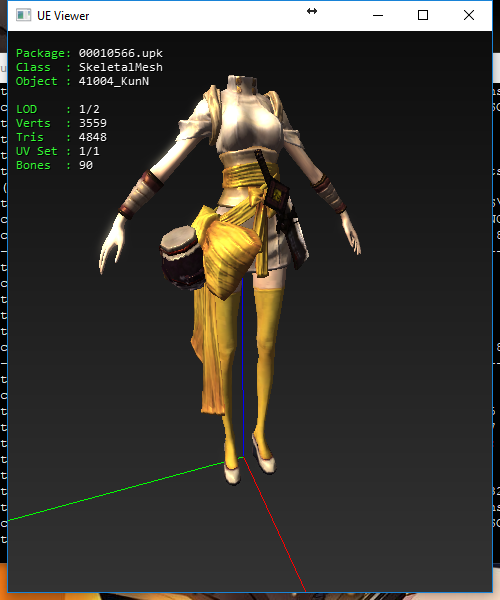 UE Viewer
Package: 00010566.upk
Class : SkeletalMesh
Object : 41004_KunN
LOD : 1/2
Verts : 3559
Tris : 4848
UV Set : 1/1
Bones : 90